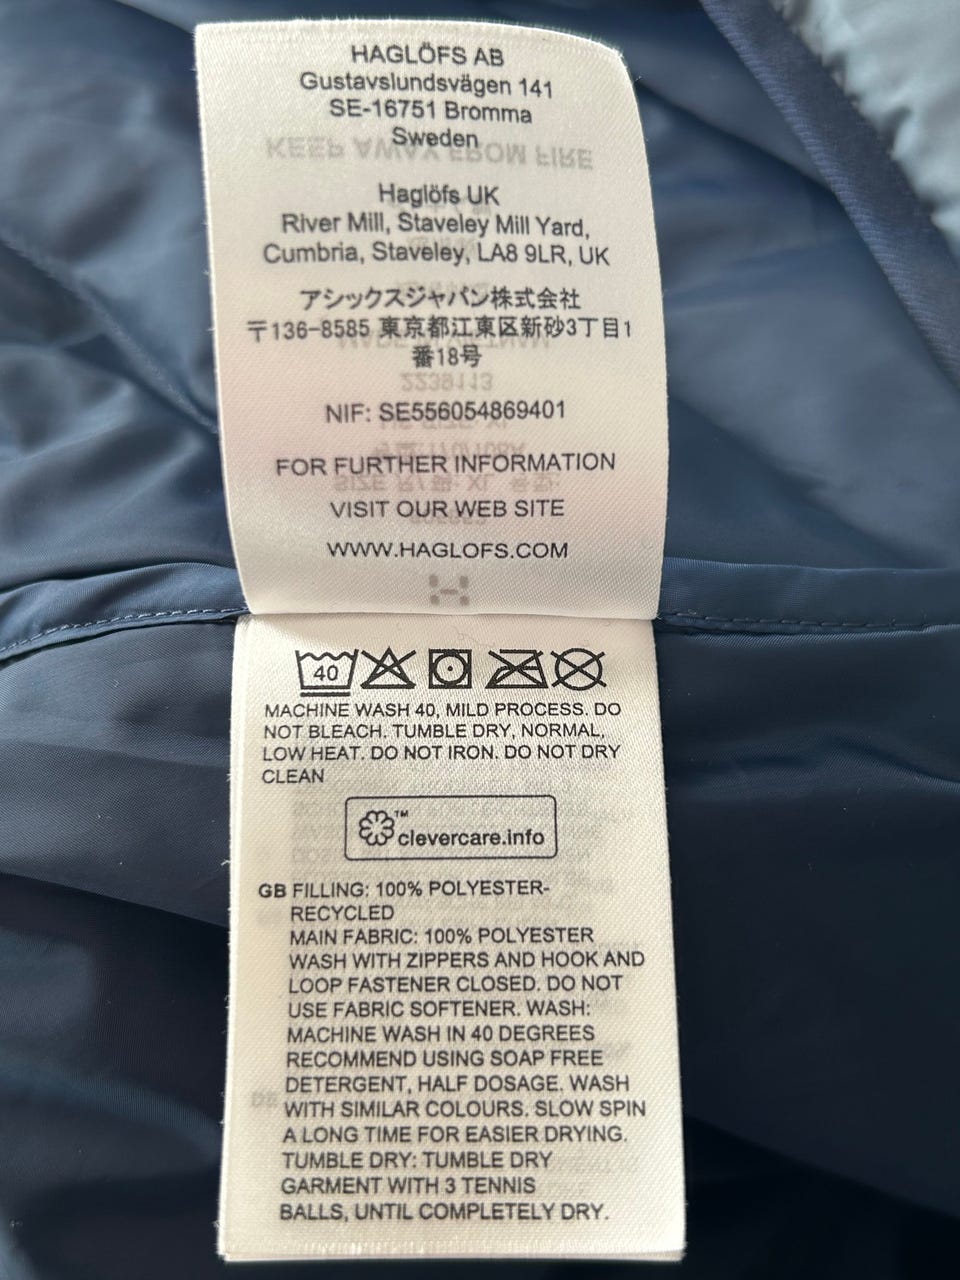 HAGLÖFS AB
Gustavslundsvägen 141
SE-16751 Bromma
Sweden
Haglöfs UK
River Mill, Staveley Mill Yard,
Cumbria, Staveley, LA8 9LR, UK
アシックスジャパン株式会社
〒136-8585 東京都江東区新砂3丁目1
番18号
NIF: SE556054869401
FOR FURTHER INFORMATION
VISIT OUR WEB SITE
WWW.HAGLOFS.COM
40
MACHINE WASH 40, MILD PROCESS. DO
NOT BLEACH. TUMBLE DRY, NORMAL,
LOW HEAT. DO NOT IRON. DO NOT DRY
CLEAN
™ clevercare.info
GB FILLING: 100% POLYESTER-
RECYCLED
MAIN FABRIC: 100% POLYESTER
WASH WITH ZIPPERS AND HOOK AND
LOOP FASTENER CLOSED. DO NOT
USE FABRIC SOFTENER. WASH:
MACHINE WASH IN 40 DEGREES
RECOMMEND USING SOAP FREE
DETERGENT, HALF DOSAGE. WASH
WITH SIMILAR COLOURS. SLOW SPIN
A LONG TIME FOR EASIER DRYING.
TUMBLE DRY: TUMBLE DRY
GARMENT WITH 3 TENNIS
BALLS, UNTIL COMPLETELY DRY.